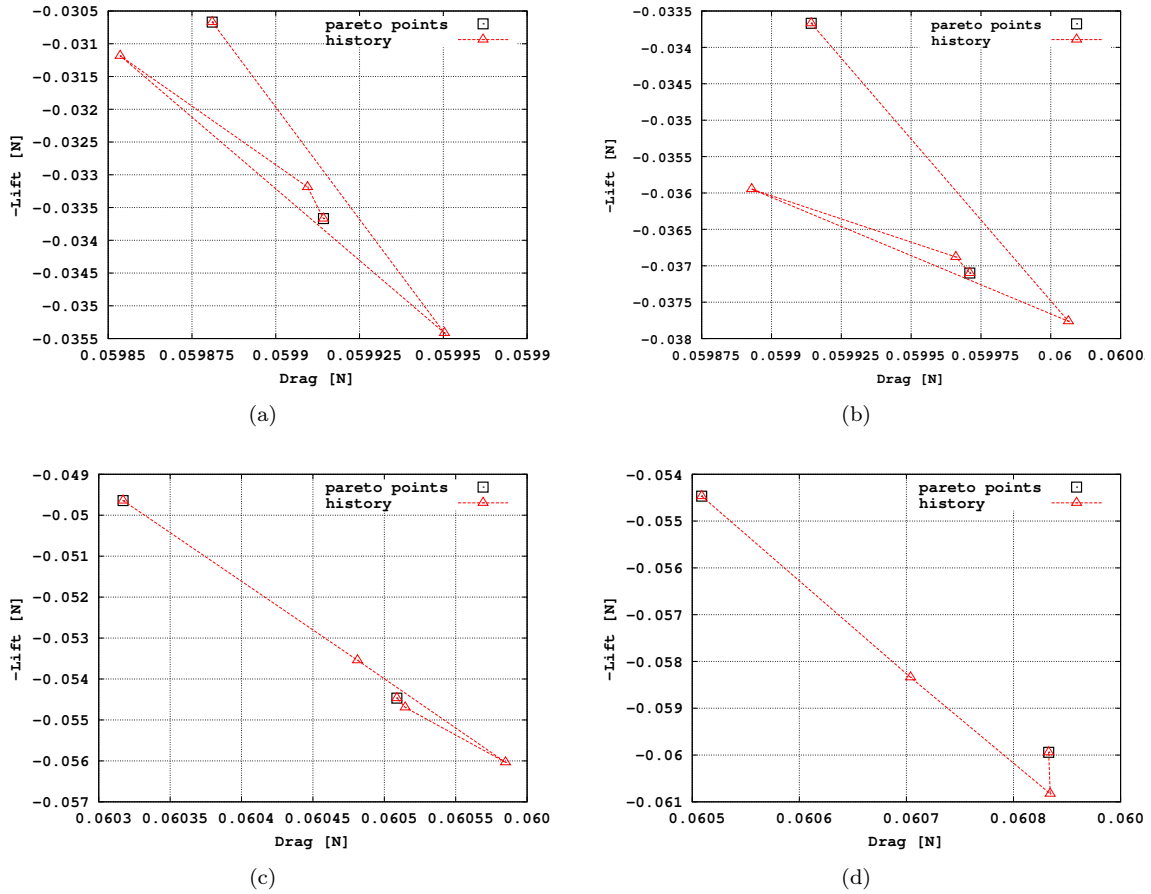 -0.0305
-0.031
-0.0315
-0.032
-0.0325
-0.033
-0.0335
-0.034
-0.0345
-0.035
-0.0355
-Lift [N]
pareto points
history
0.05985 0.059875 0.0599 0.059925 0.05995 0.0599
Drag [N]
(a)
-0.0335
-0.034
-0.0345
-0.035
-0.0355
-0.036
-0.0365
-0.037
-0.0375
-0.038
-Lift [N]
pareto points
history
0.059875 0.0599 0.059925 0.05995 0.059975 0.06 0.0600
Drag [N]
(b)
-0.049
-0.05
-0.051
-0.052
-0.053
-0.054
-0.055
-0.056
-0.057
-Lift [N]
pareto points
history
0.0603 0.06035 0.0604 0.06045 0.0605 0.06055 0.060
Drag [N]
(c)
-0.054
-0.055
-0.056
-0.057
-0.058
-0.059
-0.06
-0.061
-Lift [N]
pareto points
history
0.0605 0.0606 0.0607 0.0608 0.060
Drag [N]
(d)